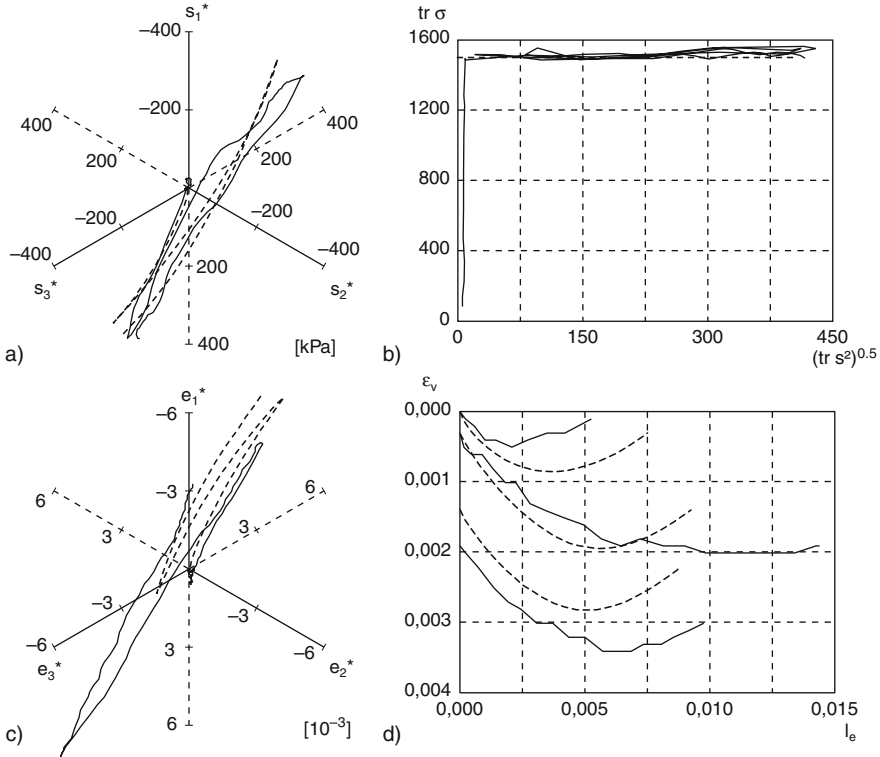 s₁*
−400
−200
400
400
200
200
−200
−200
−400
−400
200
s₃*
s₂*
400
[kPa]
a)
tr σ
1600
1200
800
400
0
0
150
300
450
(tr s²)⁰·⁵
b)
e₁*
−6
−3
6
6
3
3
−3
−3
−6
−6
3
e₃*
e₂*
6
[10⁻³]
c)
εᵥ
0,000
0,001
0,002
0,003
0,004
0,000
0,005
0,010
0,015
Iₑ
d)